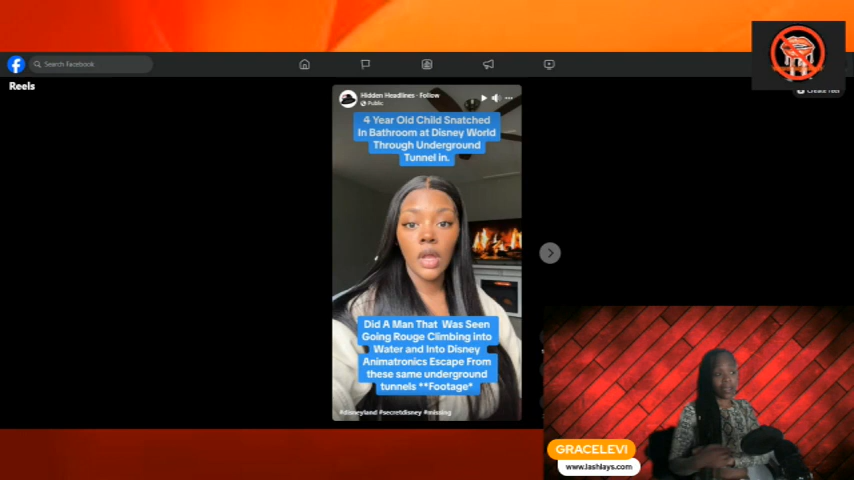 Search Facebook
Reels
Hidden Headlines · Follow
Public
4 Year Old Child Snatched
In Bathroom at Disney World
Through Underground
Tunnel in.
Did A Man That Was Seen
Going Rouge Climbing into
Water and Into Disney
Animatronics Escape From
these same underground
tunnels **Footage*
#disneyland #secretdisney #missing
Create reel
GRACELEVI
www.lashlays.com